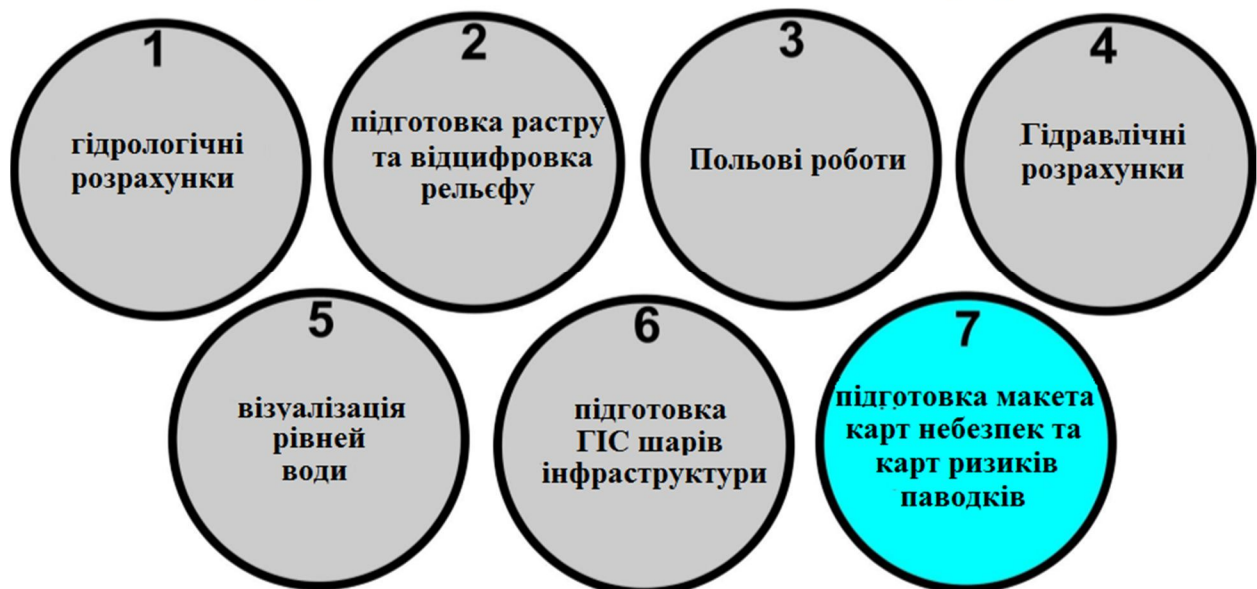 1
гідрологічні
розрахунки
2
підготовка растру
та відцифровка
рельєфу
3
Польові роботи
4
Гідравлічні
розрахунки
5
візуалізація
рівней
води
6
підготовка
ГІС шарів
інфраструктури
7
підготовка макета
карт небезпек та
карт ризиків
паводків